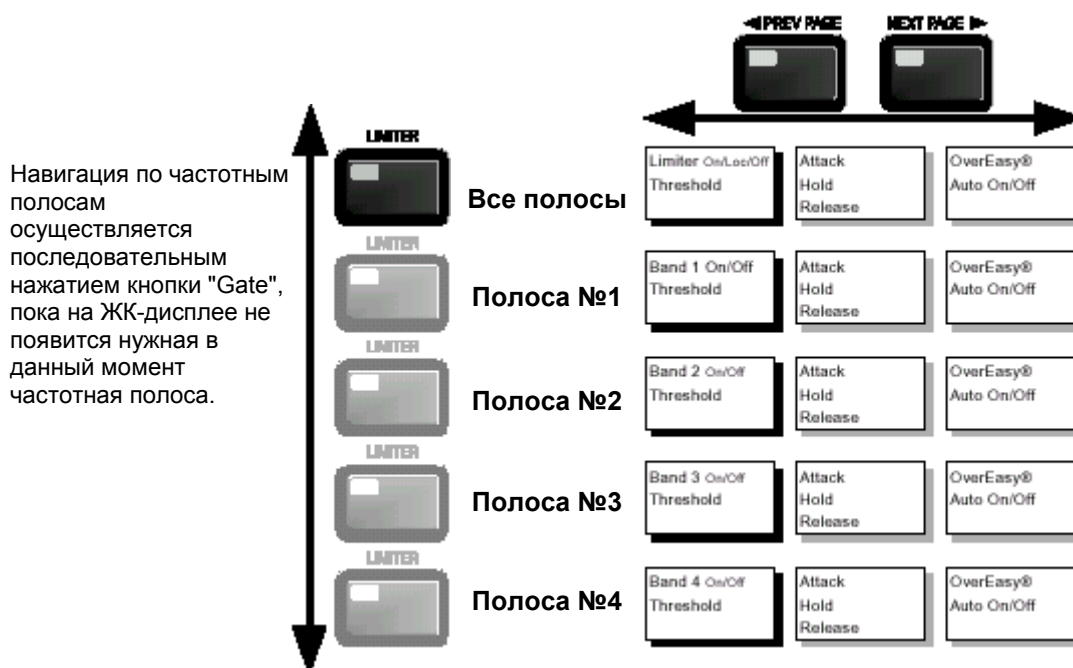 ◄PREV PAGE NEXT PAGE ►
Навигация по частотным
полосам
осуществляется
последовательным
нажатием кнопки "Gate",
пока на ЖК-дисплее не
появится нужная в
данный момент
частотная полоса.
LIMITER
Все полосы
Limiter On/Loc/Off
Threshold
Attack
Hold
Release
OverEasy®
Auto On/Off
LIMITER
Полоса №1
Band 1 On/Off
Threshold
Attack
Hold
Release
OverEasy®
Auto On/Off
LIMITER
Полоса №2
Band 2 On/Off
Threshold
Attack
Hold
Release
OverEasy®
Auto On/Off
LIMITER
Полоса №3
Band 3 On/Off
Threshold
Attack
Hold
Release
OverEasy®
Auto On/Off
LIMITER
Полоса №4
Band 4 On/Off
Threshold
Attack
Hold
Release
OverEasy®
Auto On/Off